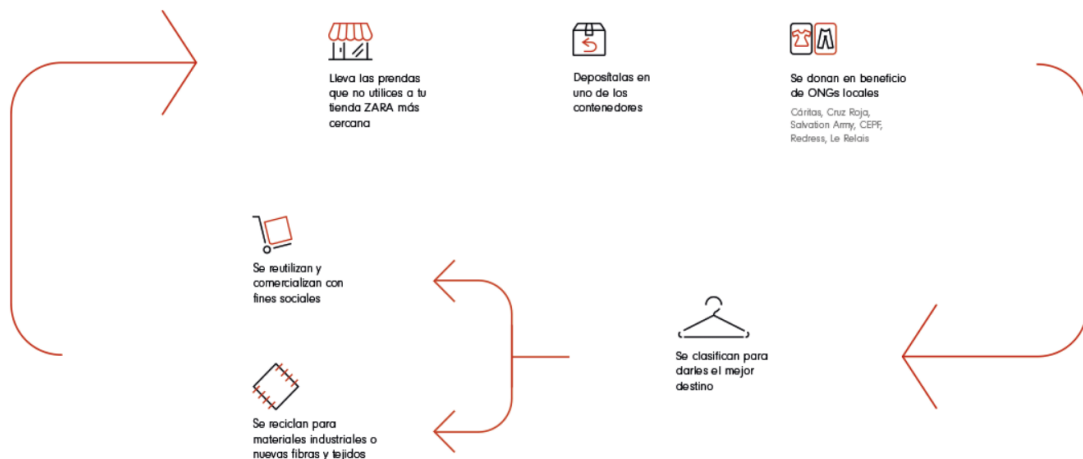 Lleva las prendas
que no utilices a tu
tienda ZARA más
cercana
Deposítalas en
uno de los
contenedores
Se donan en beneficio
de ONGs locales
Cáritas, Cruz Roja,
Salvation Army, CEPF,
Redress, Le Relais
Se clasifican para
darles el mejor
destino
Se reutilizan y
comercializan con
fines sociales
Se reciclan para
materiales industriales o
nuevas fibras y tejidos